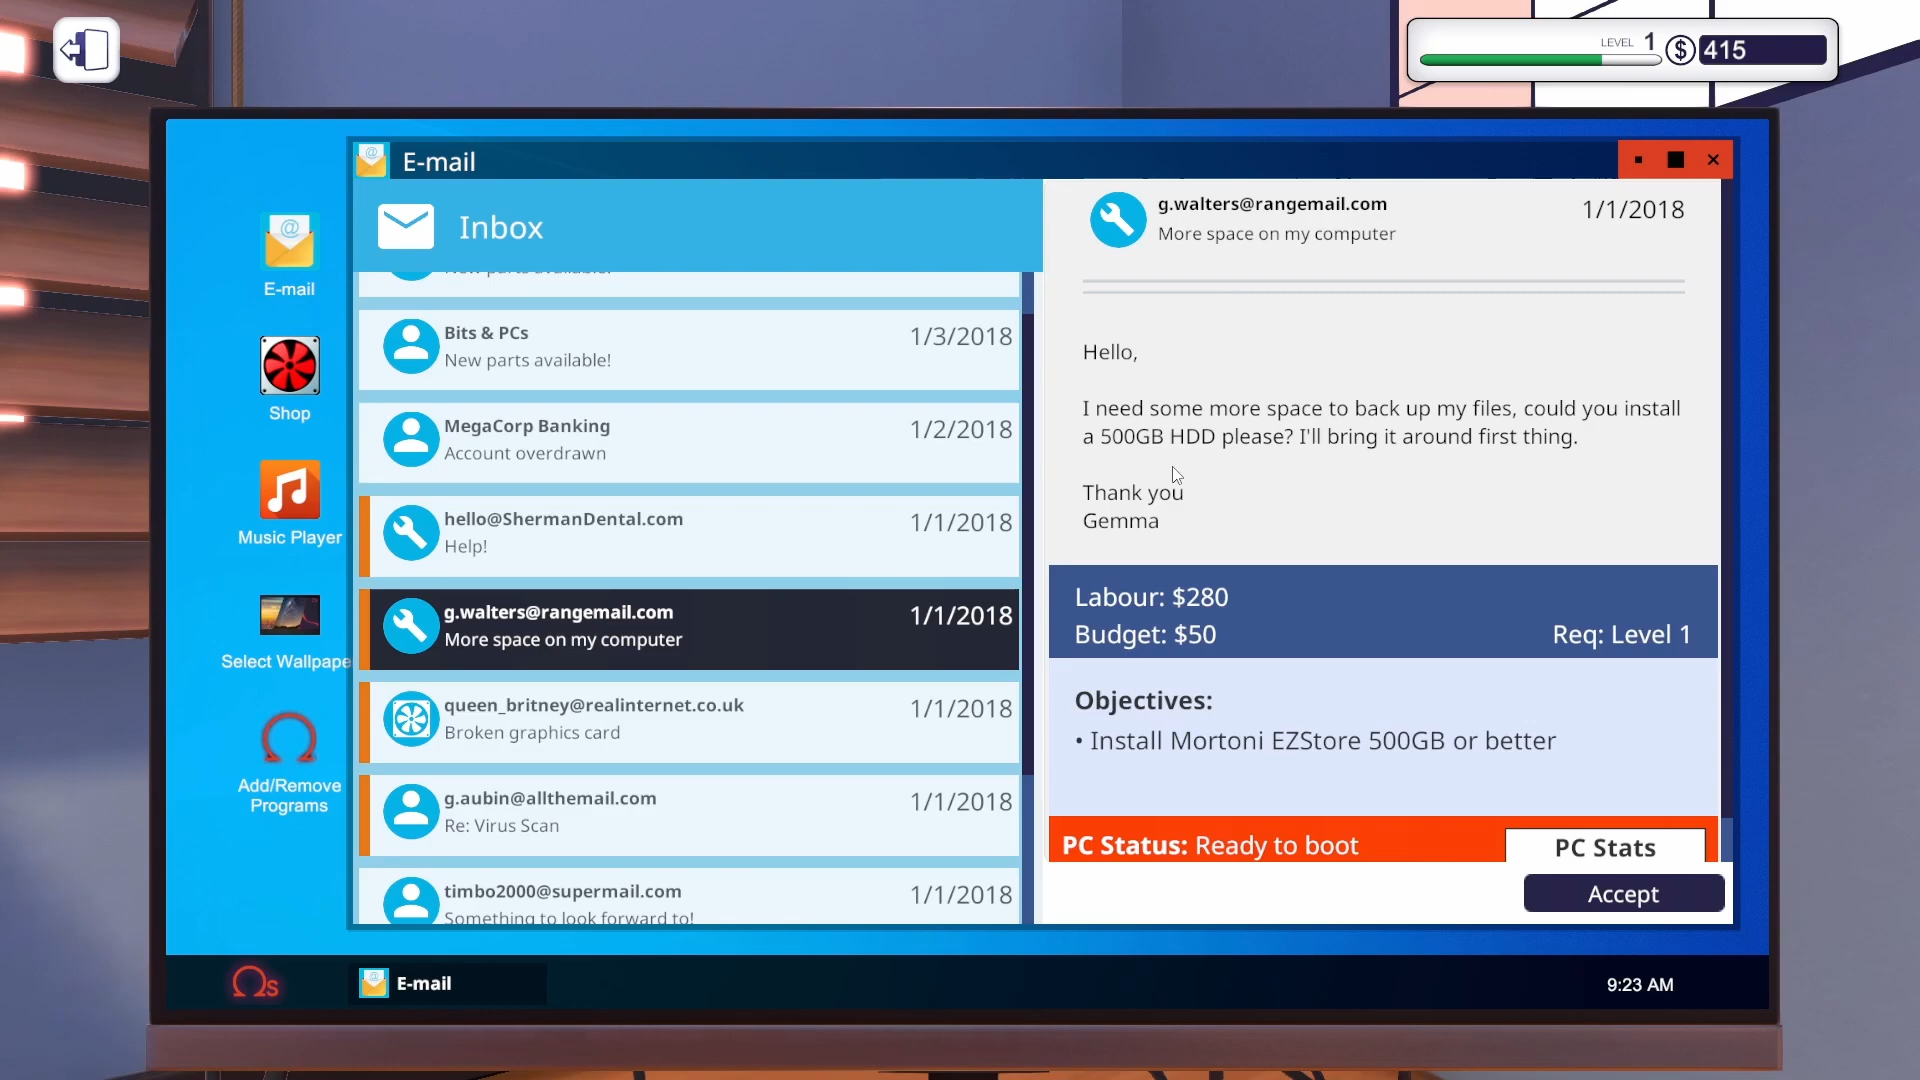 LEVEL 1
$ 415
E-mail
Inbox
New parts available!
Bits & PCs
1/3/2018
New parts available!
MegaCorp Banking
1/2/2018
Account overdrawn
hello@ShermanDental.com
1/1/2018
Help!
g.walters@rangemail.com
1/1/2018
More space on my computer
queen_britney@realinternet.co.uk
1/1/2018
Broken graphics card
g.aubin@allthemail.com
1/1/2018
Re: Virus Scan
timbo2000@supermail.com
1/1/2018
Something to look forward to!
g.walters@rangemail.com
1/1/2018
More space on my computer
Hello,
I need some more space to back up my files, could you install
a 500GB HDD please? I'll bring it around first thing.
Thank you
Gemma
Labour: $280
Budget: $50
Req: Level 1
Objectives:
• Install Mortoni EZStore 500GB or better
PC Status: Ready to boot
PC Stats
Accept
E-mail
Shop
Music Player
Select Wallpape
Add/Remove
Programs
Ωs
E-mail
9:23 AM